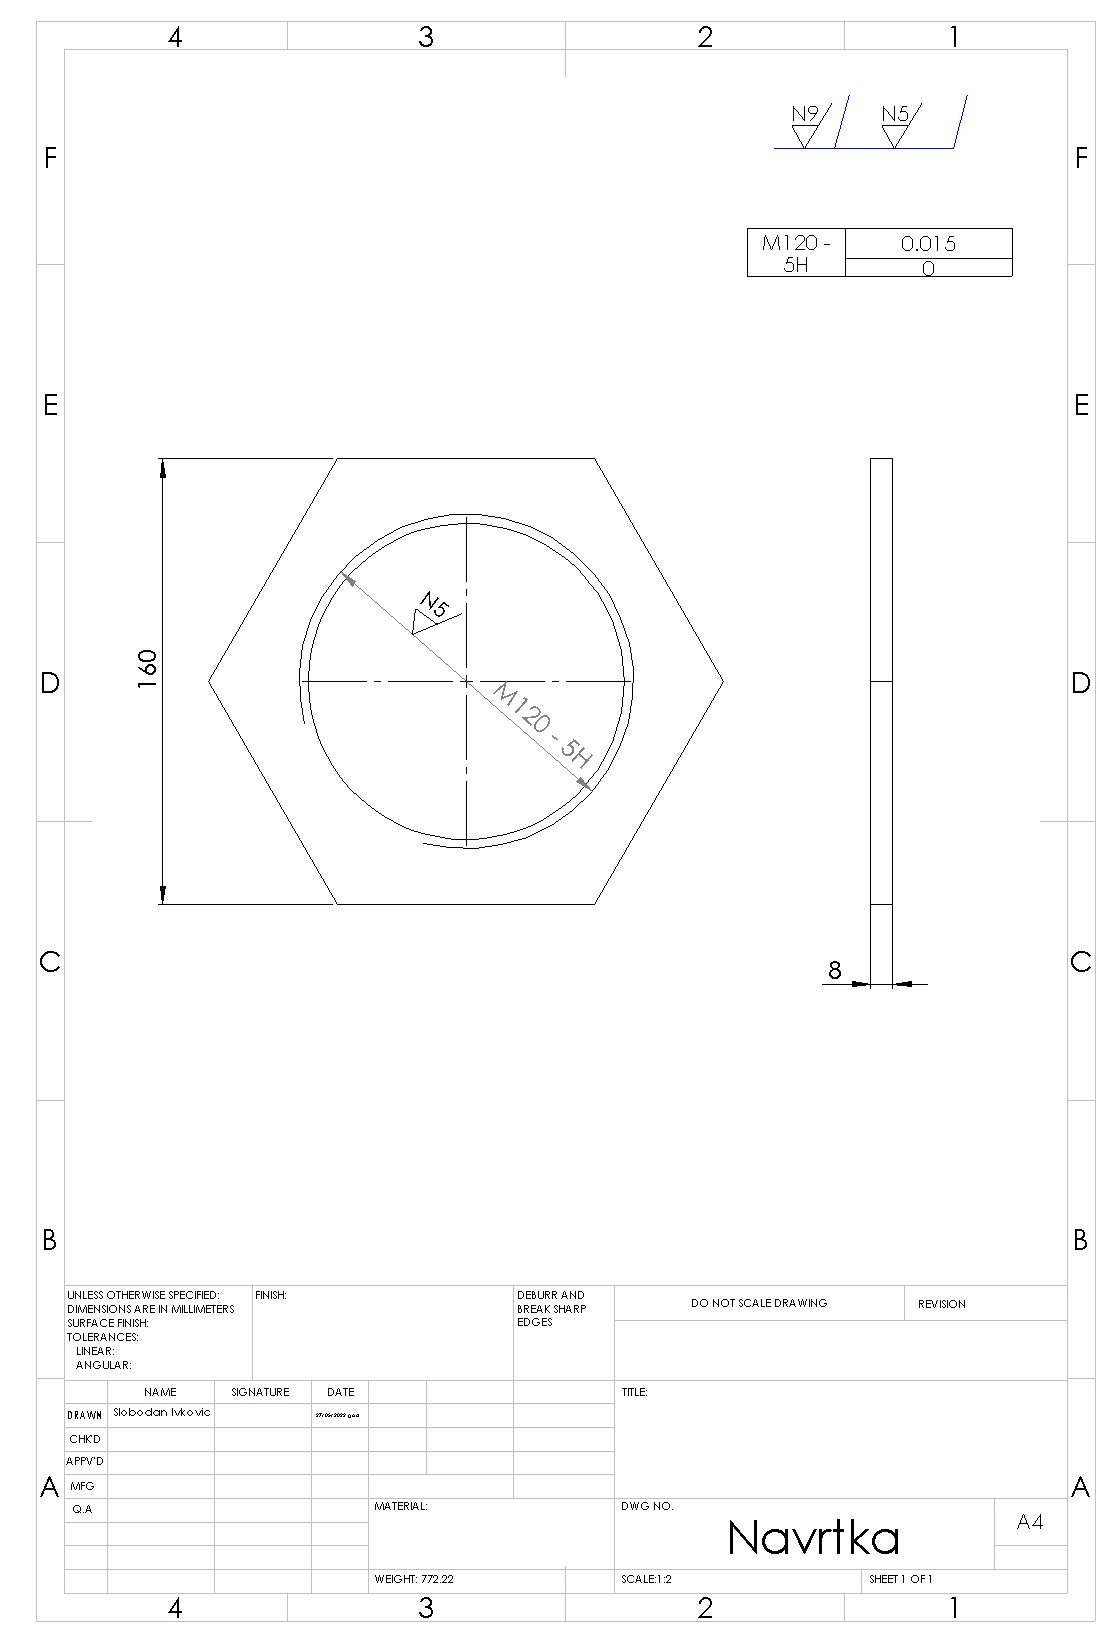 4 3 2 1
F F
N9 N5
M120 - 0.015
5H 0
E E
N5
160
D D
M120 - 5H
C C
8
B B
UNLESS OTHERWISE SPECIFIED: FINISH: DEBURR AND
DIMENSIONS ARE IN MILLIMETERS BREAK SHARP DO NOT SCALE DRAWING REVISION
SURFACE FINISH: EDGES
TOLERANCES:
LINEAR:
ANGULAR:
NAME SIGNATURE DATE TITLE:
DRAWN Slobodan Ivkovic
CHK'D
APPV'D
A MFG A
Q.A MATERIAL: DWG NO.
Navrtka A4
WEIGHT: 772.22 SCALE:1:2 SHEET 1 OF 1
4 3 2 1